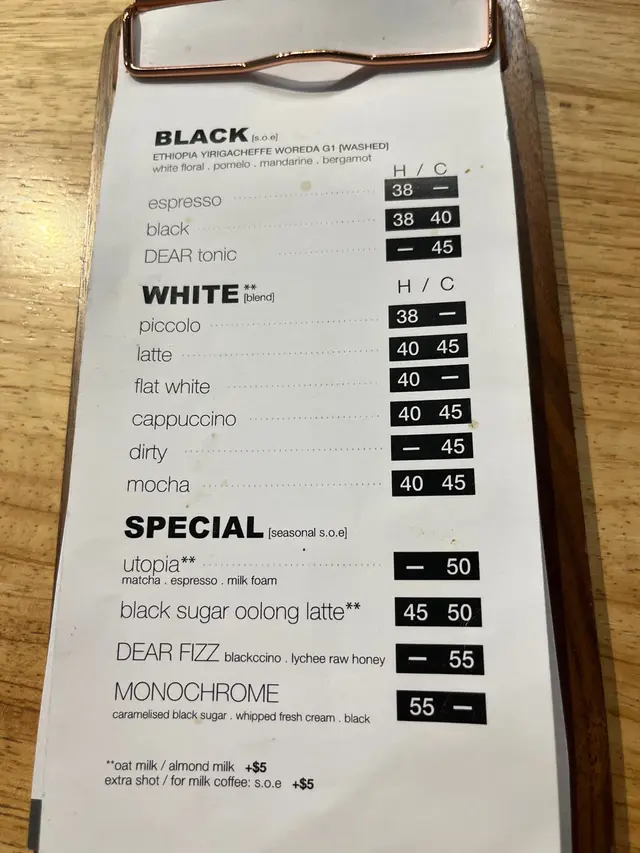 BLACK [s.o.e]
ETHIOPIA YIRIGACHEFFE WOREDA G1 [WASHED]
white floral . pomelo . mandarine . bergamot
H / C
espresso 38 —
black 38 40
DEAR tonic — 45
WHITE** [blend] H / C
piccolo 38 —
latte 40 45
flat white 40 —
cappuccino 40 45
dirty — 45
mocha 40 45
SPECIAL [seasonal s.o.e]
utopia** — 50
matcha . espresso . milk foam
black sugar oolong latte** 45 50
DEAR FIZZ blackccino . lychee raw honey — 55
MONOCHROME 55 —
caramelised black sugar . whipped fresh cream . black
**oat milk / almond milk +$5
extra shot / for milk coffee: s.o.e +$5